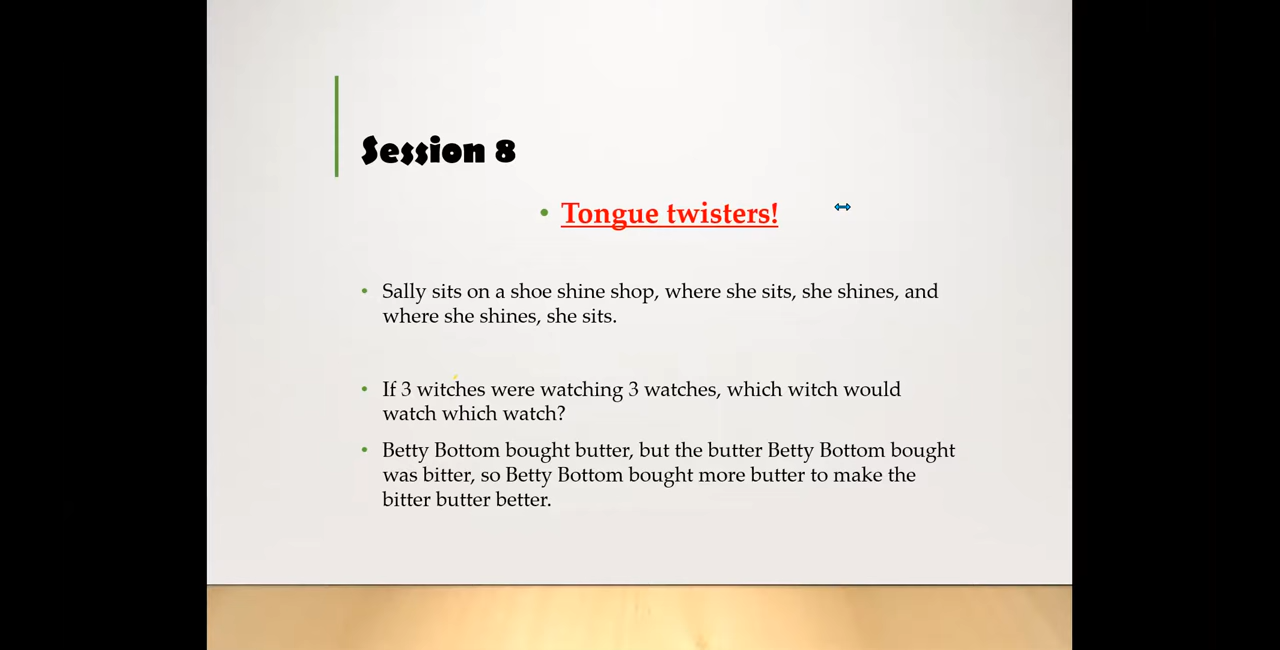 Session 8
• Tongue twisters!
• Sally sits on a shoe shine shop, where she sits, she shines, and
where she shines, she sits.
• If 3 witches were watching 3 watches, which witch would
watch which watch?
• Betty Bottom bought butter, but the butter Betty Bottom bought
was bitter, so Betty Bottom bought more butter to make the
bitter butter better.